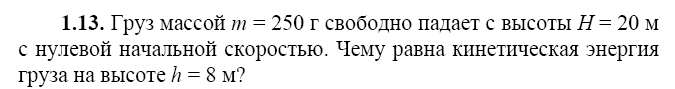 1.13. Груз массой m = 250 г свободно падает с высоты H = 20 м
с нулевой начальной скоростью. Чему равна кинетическая энергия
груза на высоте h = 8 м?